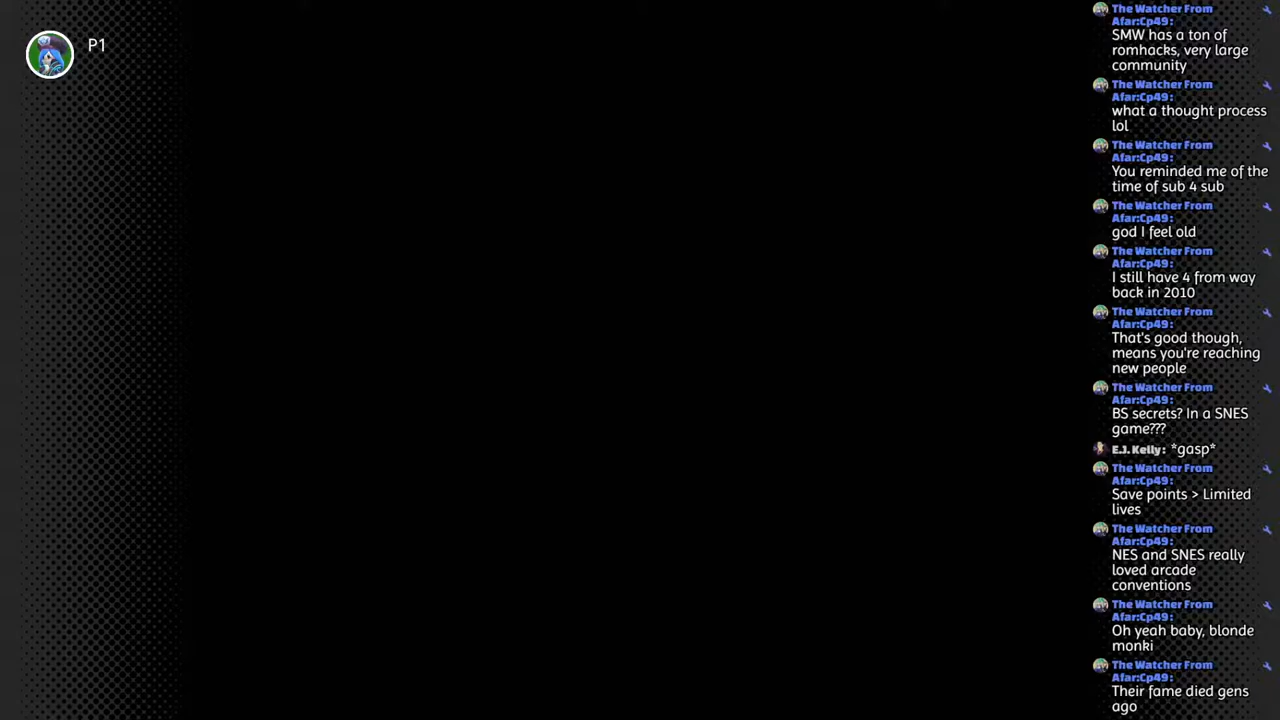 P1
The Watcher From
Afar:Cp49:
SMW has a ton of
romhacks, very large
community
The Watcher From
Afar:Cp49:
what a thought process
lol
The Watcher From
Afar:Cp49:
You reminded me of the
time of sub 4 sub
The Watcher From
Afar:Cp49:
god I feel old
The Watcher From
Afar:Cp49:
I still have 4 from way
back in 2010
The Watcher From
Afar:Cp49:
That's good though,
means you're reaching
new people
The Watcher From
Afar:Cp49:
BS secrets? In a SNES
game???
E.J. Kelly: *gasp*
The Watcher From
Afar:Cp49:
Save points > Limited
lives
The Watcher From
Afar:Cp49:
NES and SNES really
loved arcade
conventions
The Watcher From
Afar:Cp49:
Oh yeah baby, blonde
monki
The Watcher From
Afar:Cp49:
Their fame died gens
ago